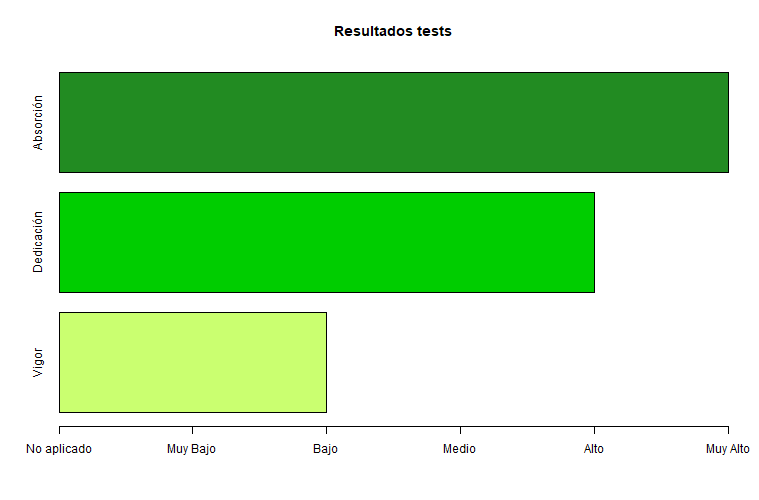 Resultados tests
Absorción
Dedicación
Vigor
No aplicado
Muy Bajo
Bajo
Medio
Alto
Muy Alto